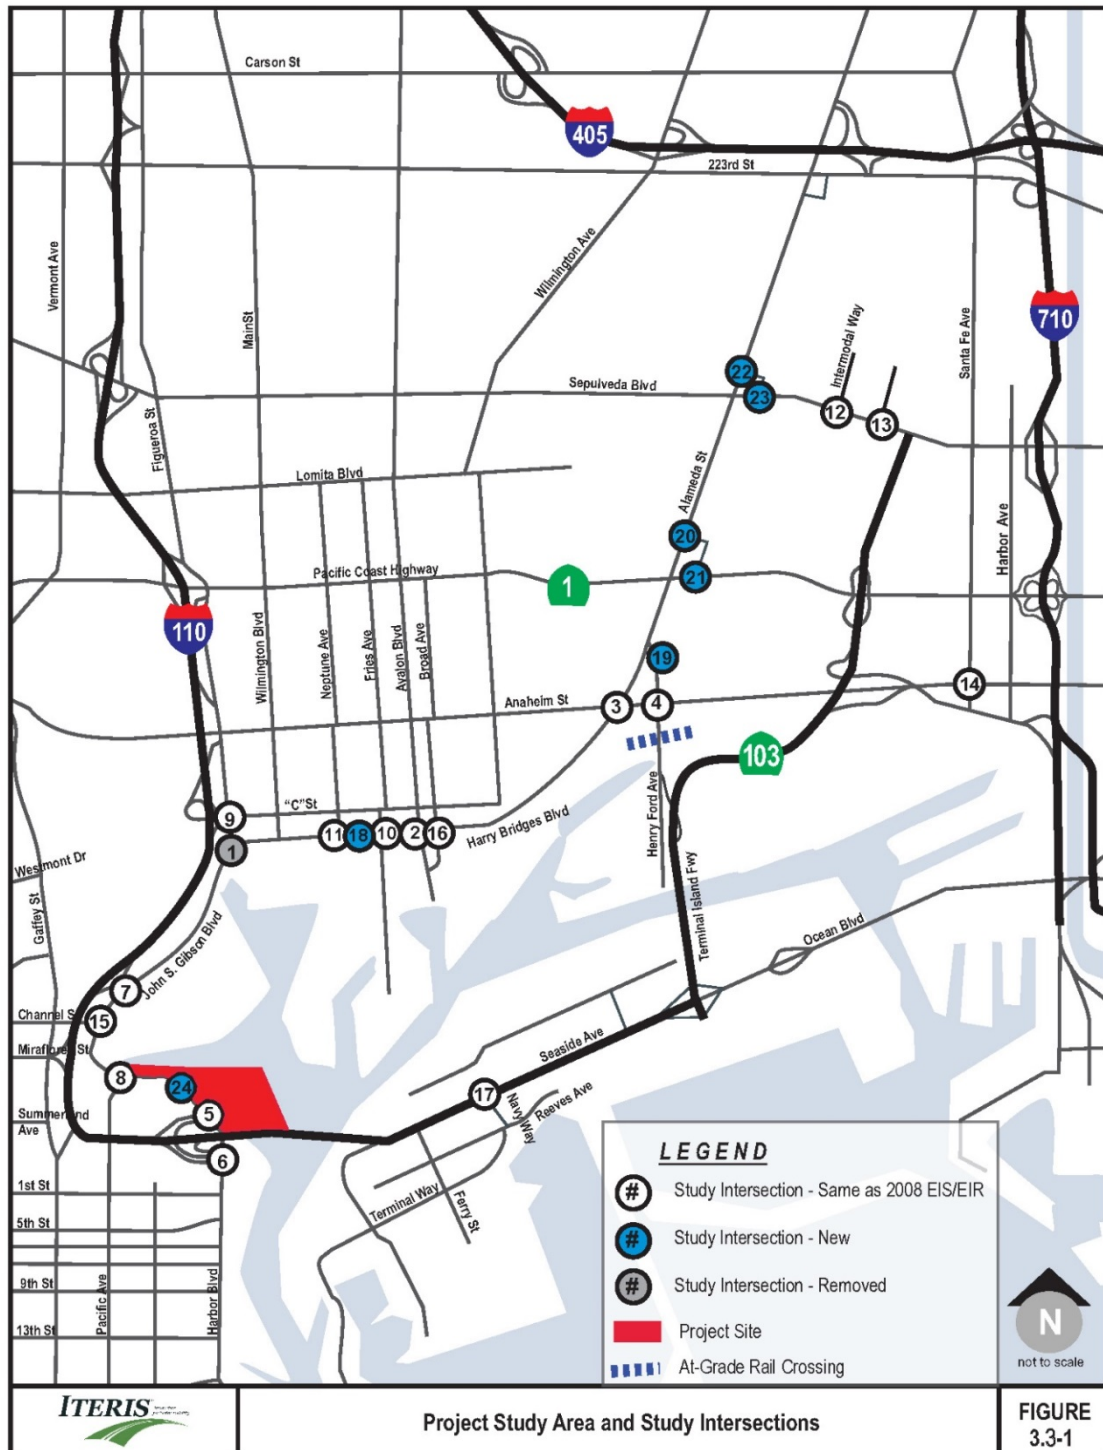 Carson St
405
223rd St
Wilmington Ave
Vermont Ave
MainSt
Figueroa St
Intermodal Way
Santa Fe Ave
710
22
Sepulveda Blvd
23
12
13
Lomita Blvd
Alameda St
Harbor Ave
20
Pacific Coast Highway
1
21
110
Wilmington Blvd
Neptune Ave
Fries Ave
Avalon Blvd
Broad Ave
19
Anaheim St
3
4
14
103
"C"St
9
1
11
18
10
2
16
Harry Bridges Blvd
Henry Ford Ave
Westmont Dr
Gaffey St
John S. Gibson Blvd
Terminal Island Fwy
Ocean Blvd
7
Channel S
15
Miraflores St
Seaside Ave
8
24
5
17
Navy Way
Reeves Ave
Summerland
Ave
6
1st St
5th St
9th St
13th St
Pacific Ave
Harbor Blvd
Terminal Way
Ferry St
LEGEND
# Study Intersection - Same as 2008 EIS/EIR
# Study Intersection - New
# Study Intersection - Removed
Project Site
At-Grade Rail Crossing
N
not to scale
ITERIS
Project Study Area and Study Intersections
FIGURE
3.3-1